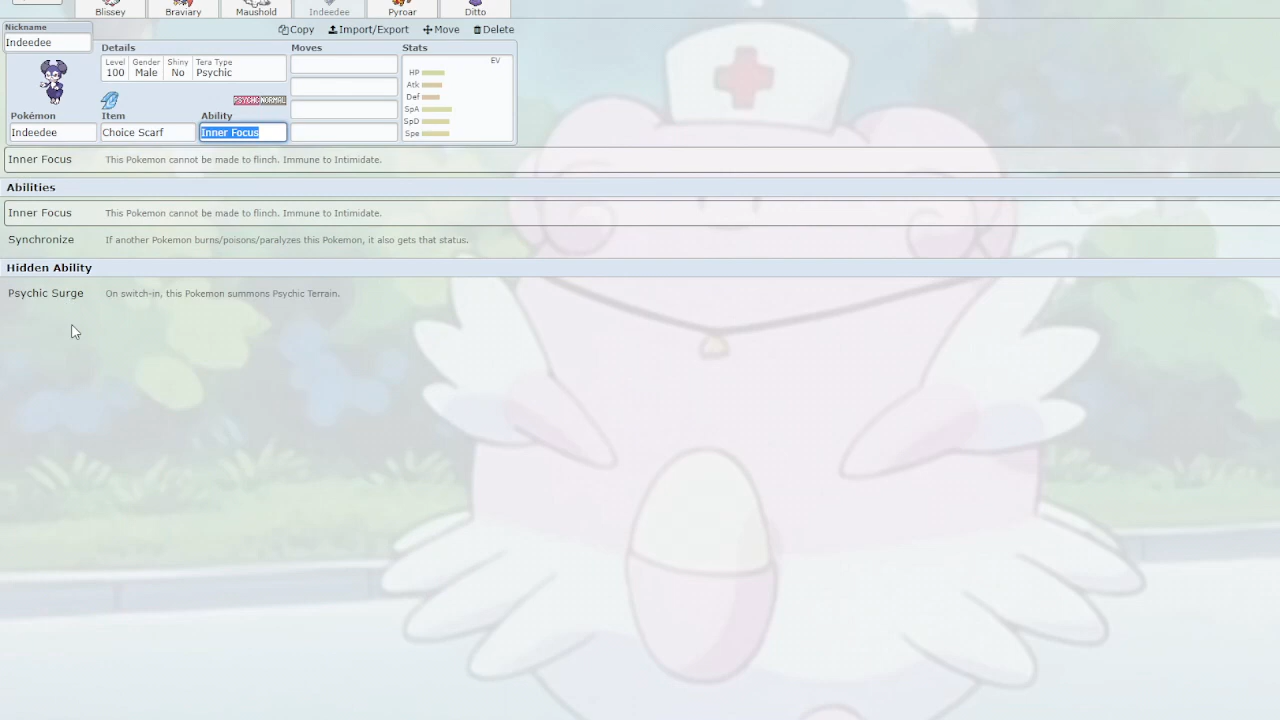 Blissey Braviary Maushold Indeedee Pyroar Ditto
Nickname
Indeedee
Copy Import/Export Move Delete
Details
Level Gender Shiny Tera Type
100 Male No Psychic
PSYCHIC NORMAL
Moves
Stats
EV
HP
Atk
Def
SpA
SpD
Spe
Pokémon Item Ability
Indeedee Choice Scarf Inner Focus
Inner Focus This Pokemon cannot be made to flinch. Immune to Intimidate.
Abilities
Inner Focus This Pokemon cannot be made to flinch. Immune to Intimidate.
Synchronize If another Pokemon burns/poisons/paralyzes this Pokemon, it also gets that status.
Hidden Ability
Psychic Surge On switch-in, this Pokemon summons Psychic Terrain.